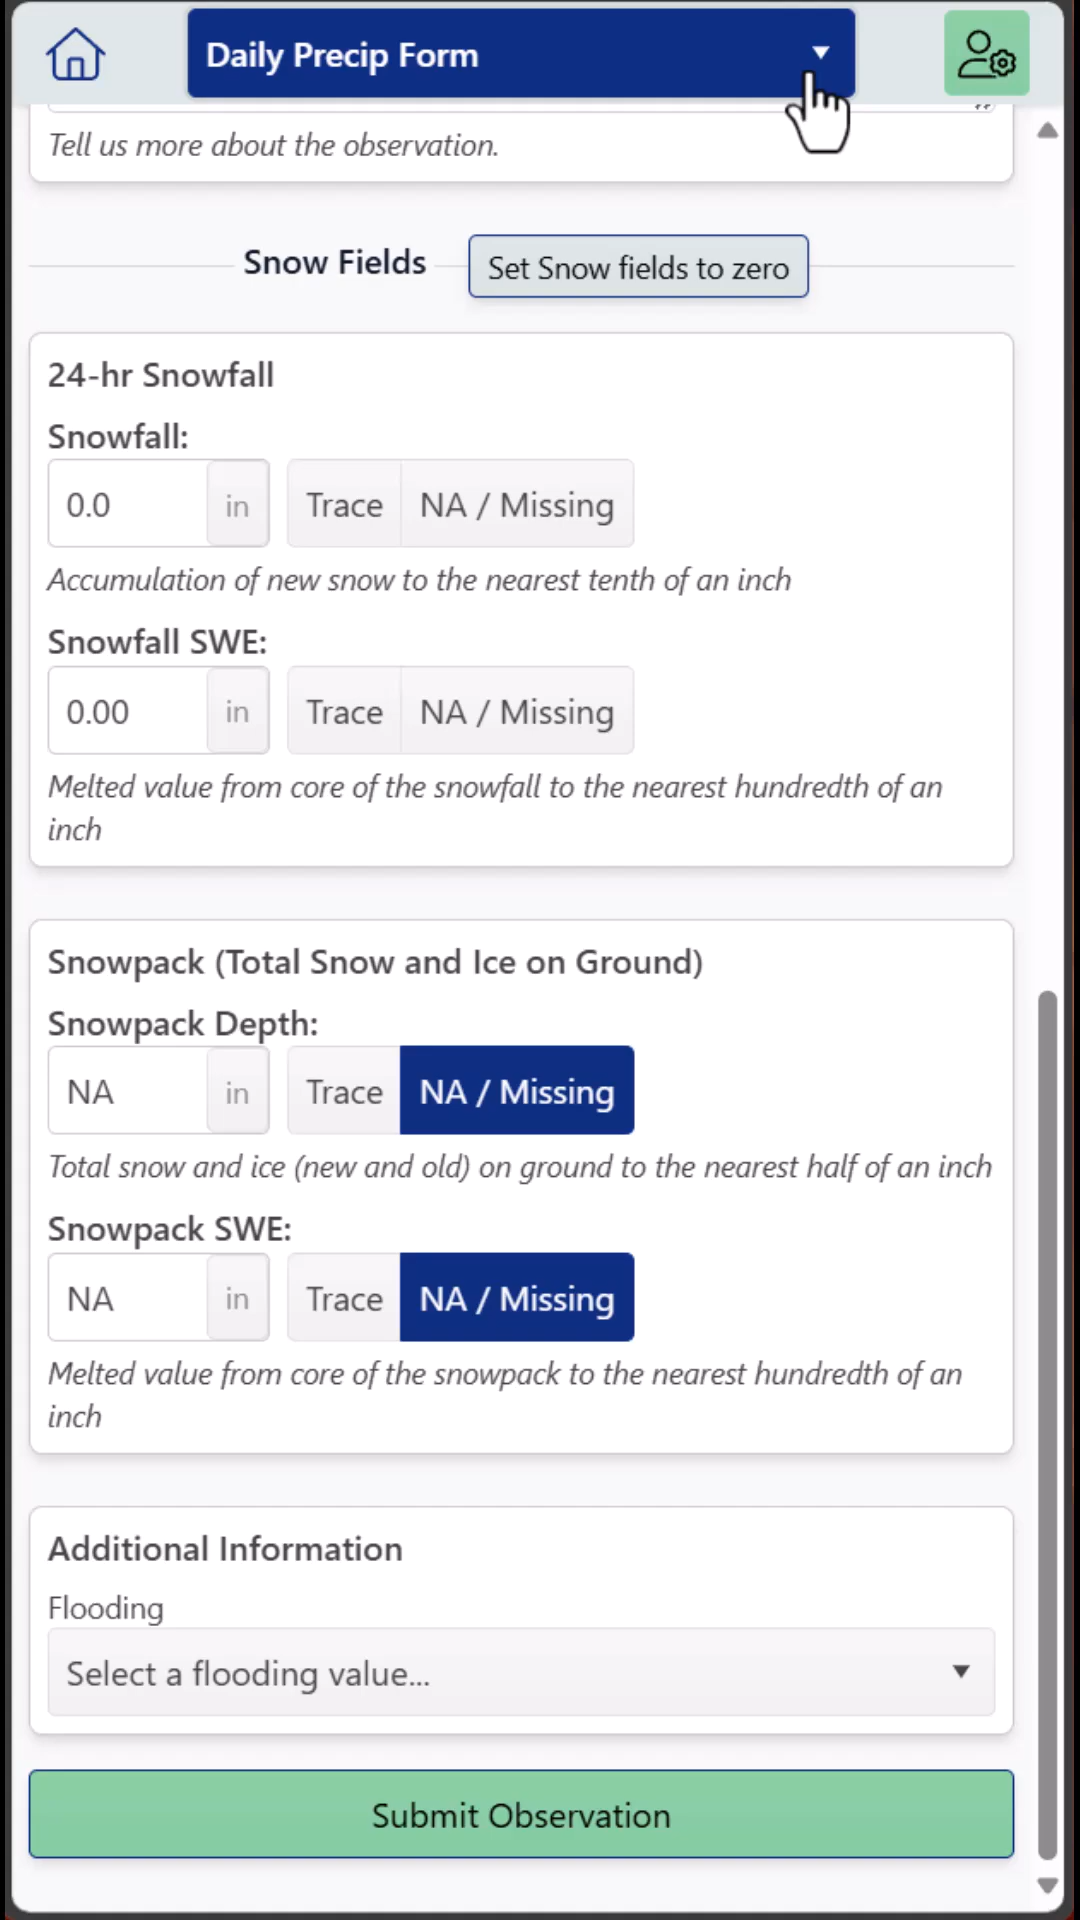 Daily Precip Form
Tell us more about the observation.
Snow Fields
Set Snow fields to zero
24-hr Snowfall
Snowfall:
0.0 in Trace NA / Missing
Accumulation of new snow to the nearest tenth of an inch
Snowfall SWE:
0.00 in Trace NA / Missing
Melted value from core of the snowfall to the nearest hundredth of an
inch
Snowpack (Total Snow and Ice on Ground)
Snowpack Depth:
NA in Trace NA / Missing
Total snow and ice (new and old) on ground to the nearest half of an inch
Snowpack SWE:
NA in Trace NA / Missing
Melted value from core of the snowpack to the nearest hundredth of an
inch
Additional Information
Flooding
Select a flooding value...
Submit Observation